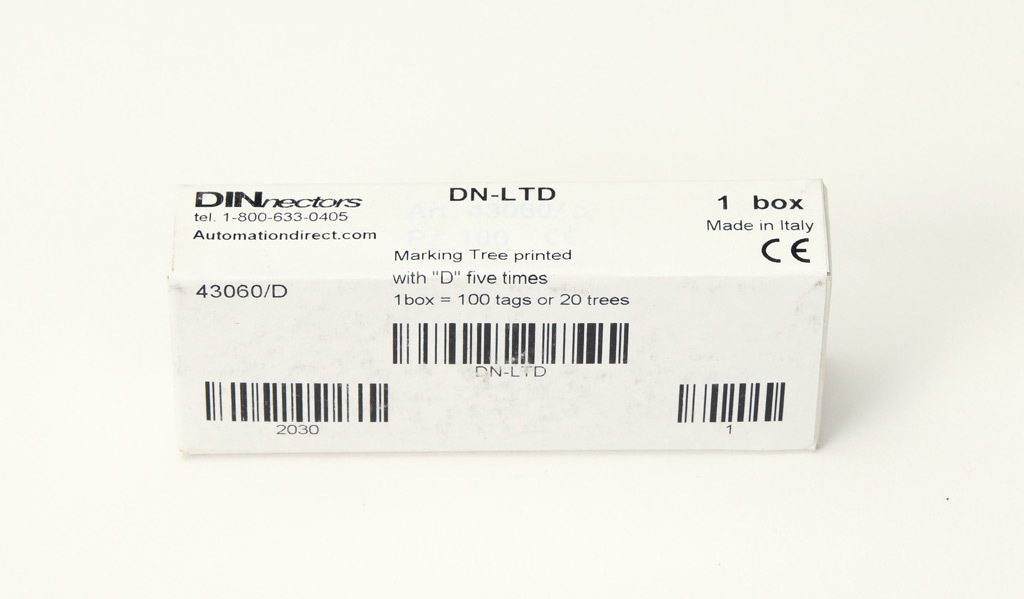 DINnectors
DN-LTD
1 box
tel. 1-800-633-0405
Made in Italy
Automationdirect.com
CE
Marking Tree printed
with "D" five times
43060/D
1box = 100 tags or 20 trees
DN-LTD
2030
1